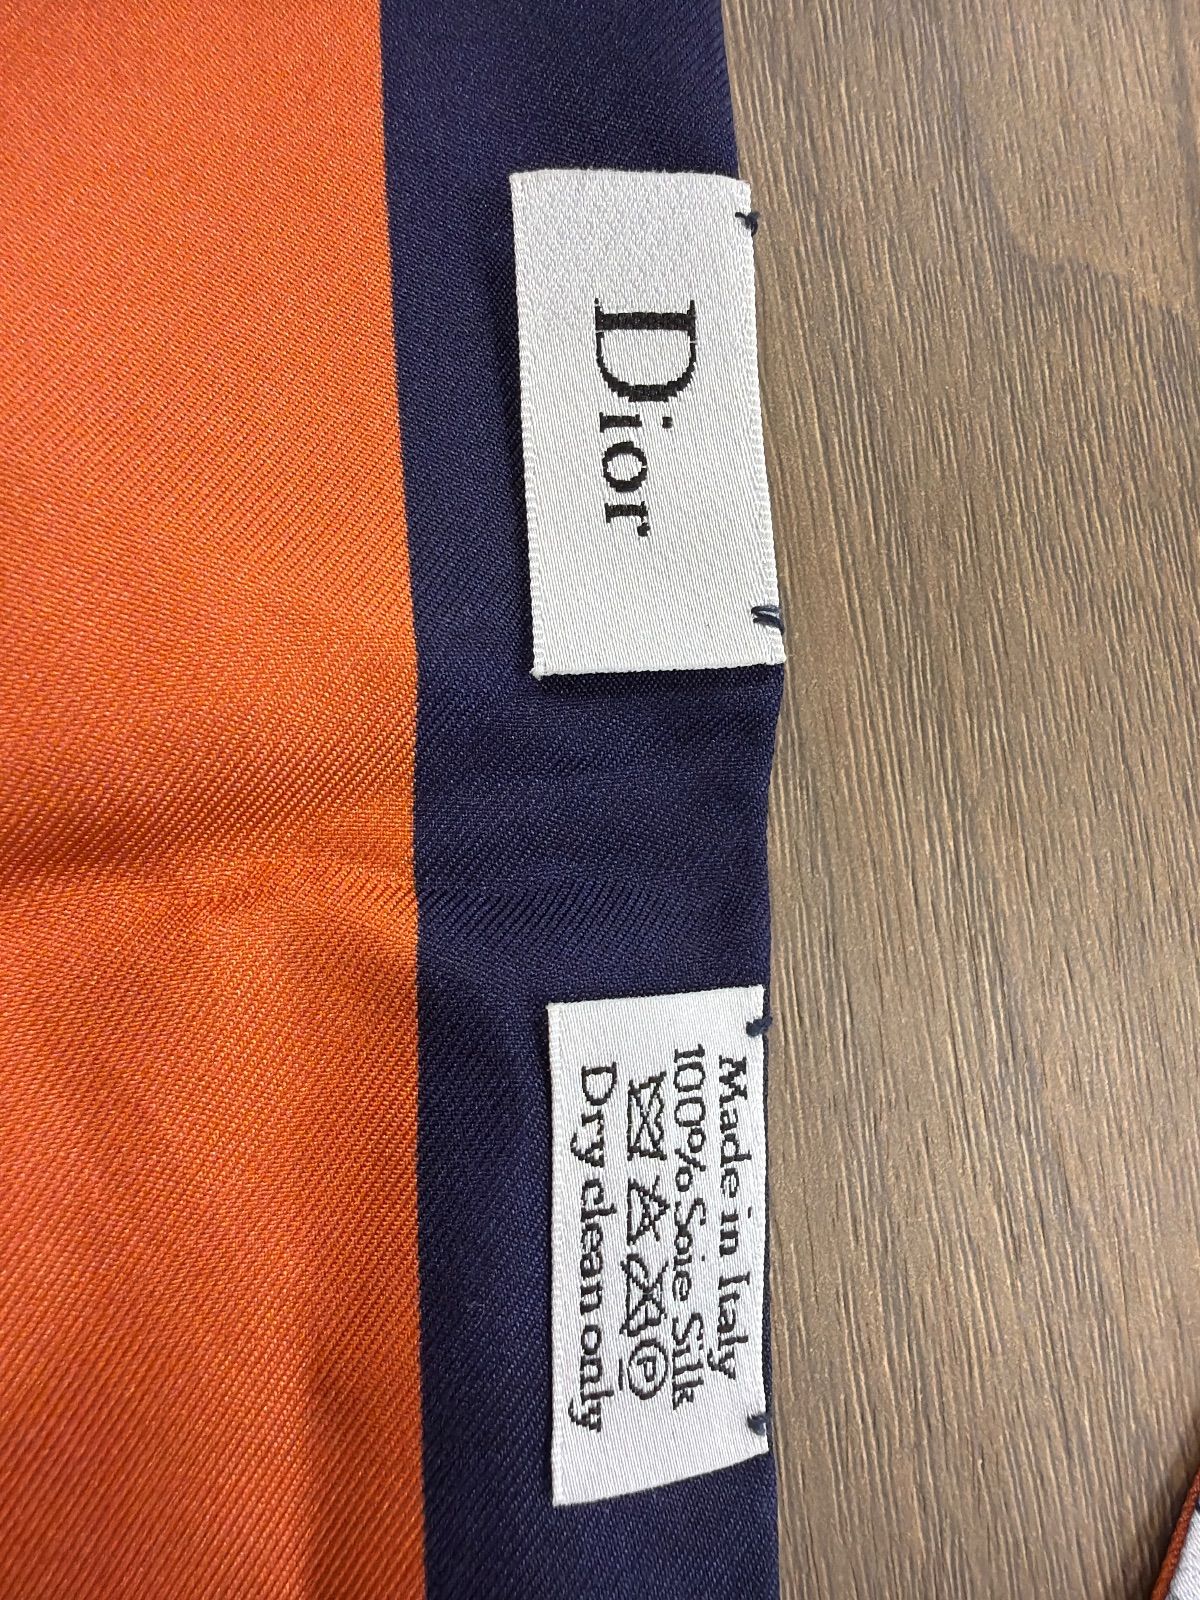 Dior
Made in Italy
100% Soie Silk
P
Dry clean only